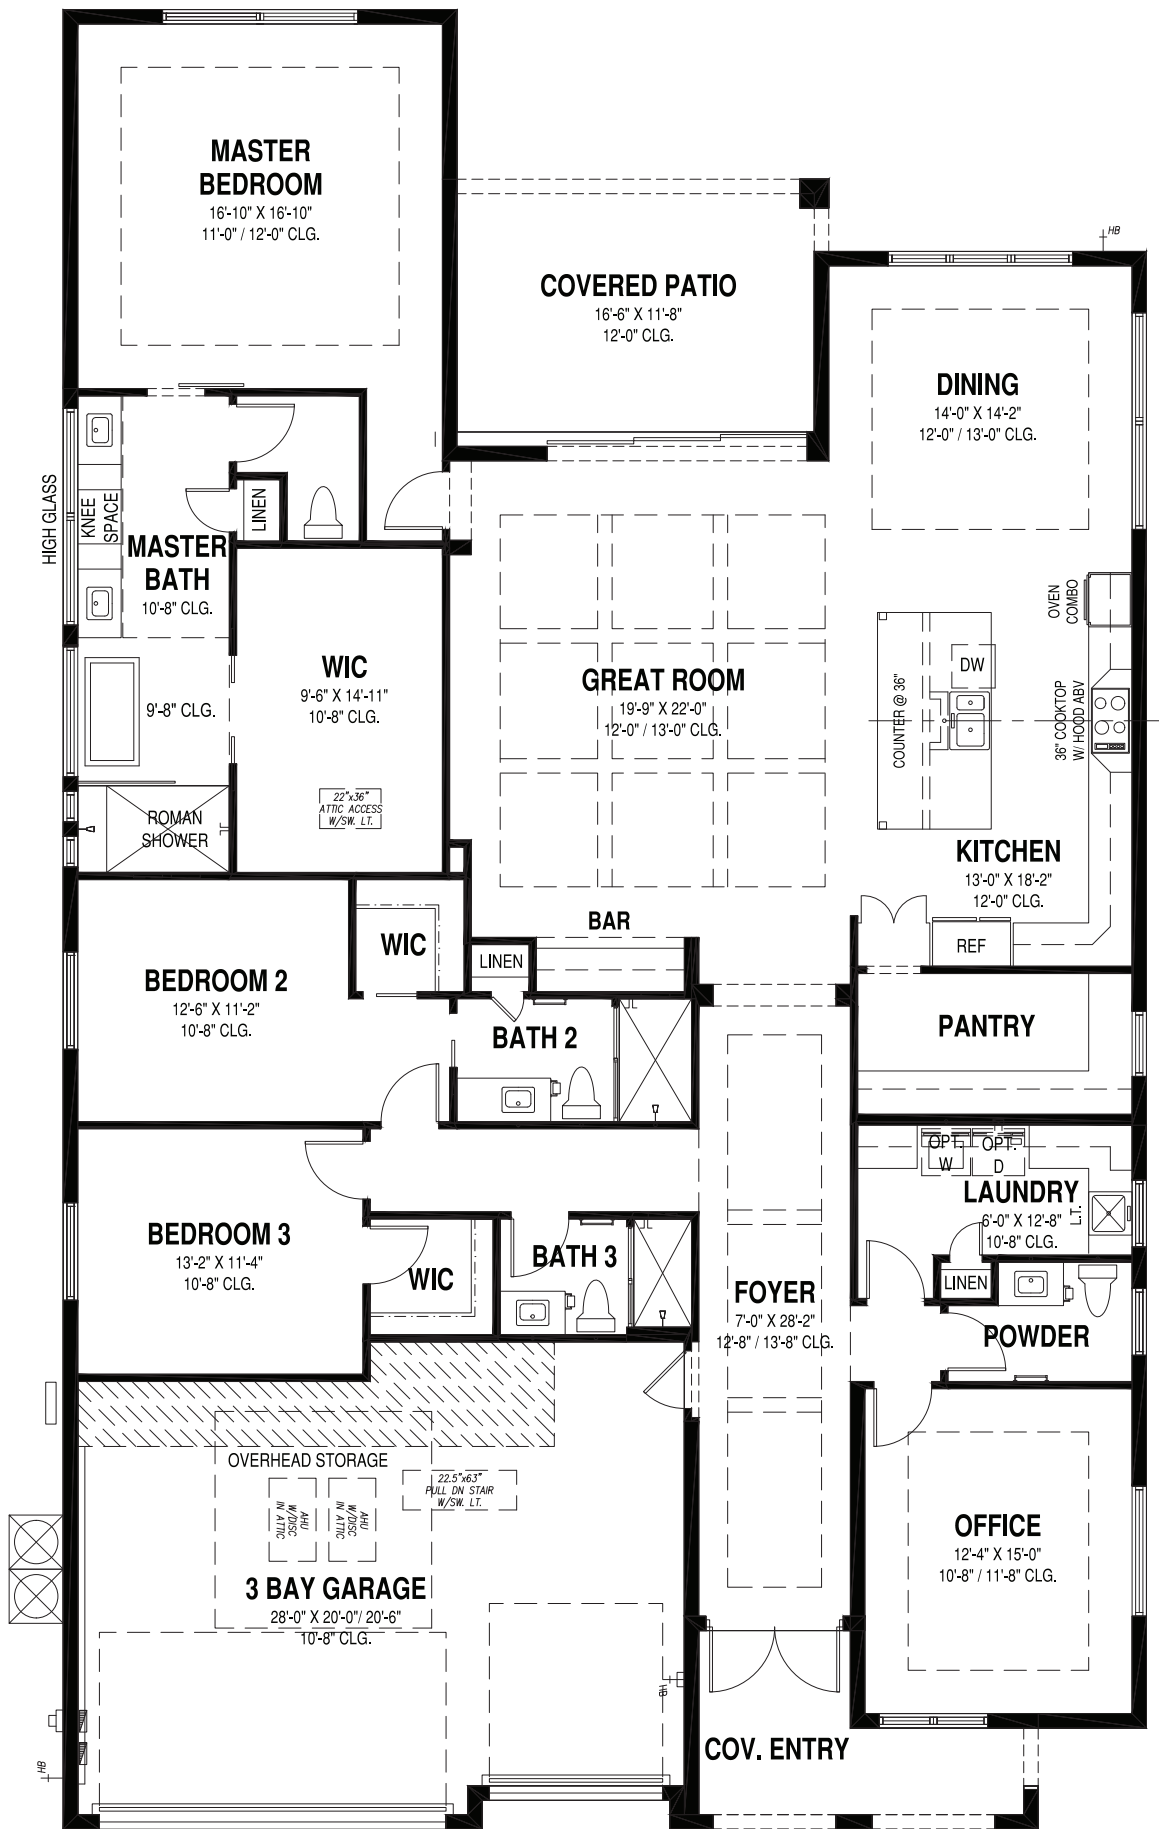 MASTER
BEDROOM
16'-10" X 16'-10"
11'-0" / 12'-0" CLG.
COVERED PATIO
16'-6" X 11'-8"
12'-0" CLG.
HB
DINING
14'-0" X 14'-2"
12'-0" / 13'-0" CLG.
HIGH GLASS
KNEE
SPACE
LINEN
MASTER
BATH
10'-8" CLG.
9'-8" CLG.
WIC
9'-6" X 14'-11"
10'-8" CLG.
22"x36"
ATTIC ACCESS
W/SW. LT.
ROMAN
SHOWER
GREAT ROOM
19'-9" X 22'-0"
12'-0" / 13'-0" CLG.
OVEN
COMBO
DW
COUNTER @ 36"
36" COOKTOP
W/ HOOD ABV
KITCHEN
13'-0" X 18'-2"
12'-0" CLG.
REF
BAR
LINEN
WIC
BEDROOM 2
12'-6" X 11'-2"
10'-8" CLG.
BATH 2
PANTRY
OPT.
W
OPT.
D
LAUNDRY
6'-0" X 12'-8"
10'-8" CLG.
L.T.
LINEN
POWDER
BEDROOM 3
13'-2" X 11'-4"
10'-8" CLG.
WIC
BATH 3
FOYER
7'-0" X 28'-2"
12'-8" / 13'-8" CLG.
OVERHEAD STORAGE
22.5"x63"
PULL DN STAIR
W/SW. LT.
AHU
W/DISC
IN ATTIC
AHU
W/DISC
IN ATTIC
3 BAY GARAGE
28'-0" X 20'-0"/ 20'-6"
10'-8" CLG.
OFFICE
12'-4" X 15'-0"
10'-8" / 11'-8" CLG.
HB
COV. ENTRY
HB